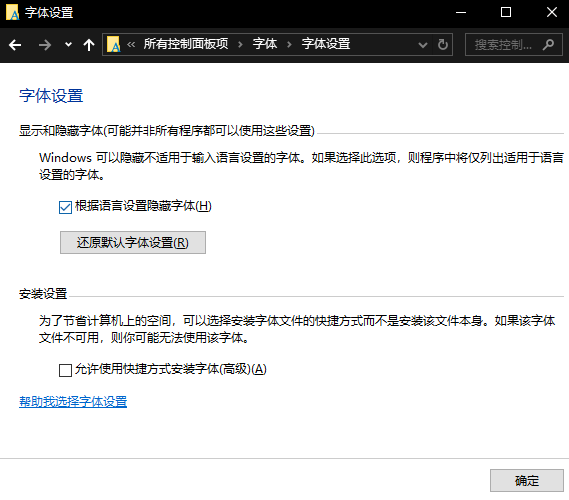 字体设置
« 所有控制面板项 > 字体 > 字体设置 搜索控制...
字体设置
显示和隐藏字体(可能并非所有程序都可以使用这些设置)
Windows 可以隐藏不适用于输入语言设置的字体。如果选择此选项，则程序中将仅列出适用于语言
设置的字体。
根据语言设置隐藏字体(H)
还原默认字体设置(R)
安装设置
为了节省计算机上的空间，可以选择安装字体文件的快捷方式而不是安装该文件本身。如果该字体
文件不可用，则你可能无法使用该字体。
允许使用快捷方式安装字体(高级)(A)
帮助我选择字体设置
确定